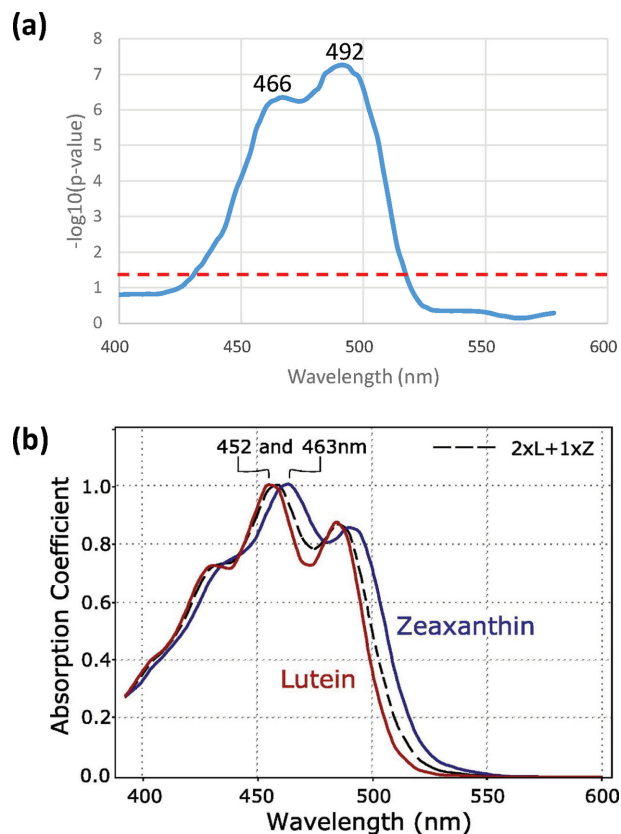 (a)
8
7
6
5
4
3
2
1
0
-log10(p-value)
466
492
400 450 500 550 600
Wavelength (nm)
(b)
452 and 463nm
2xL+1xZ
1.0
0.8
0.6
0.4
0.2
0.0
Absorption Coefficient
Zeaxanthin
Lutein
400 450 500 550 600
Wavelength (nm)